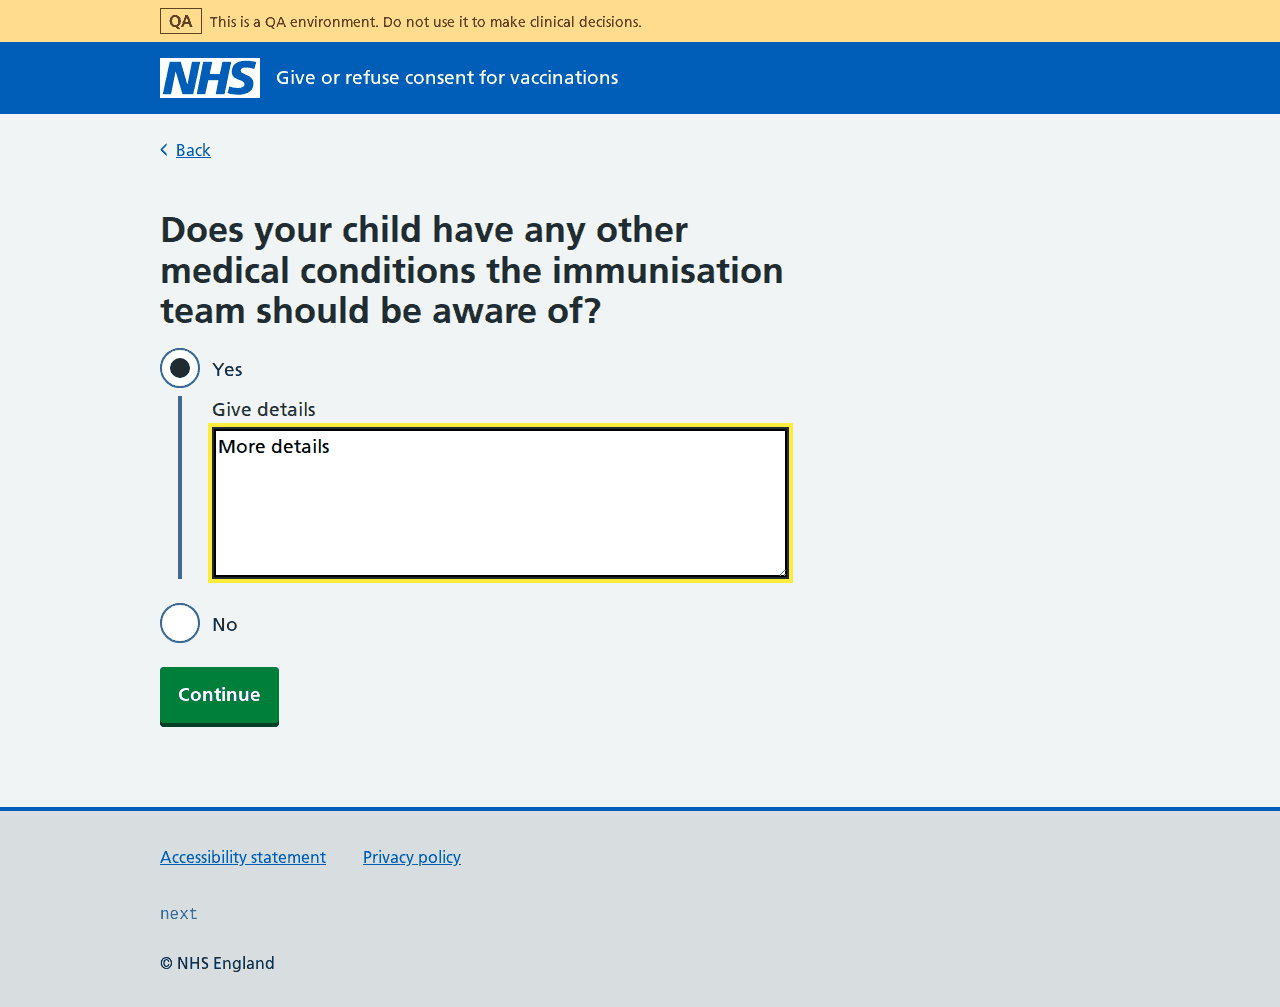 QA This is a QA environment. Do not use it to make clinical decisions.
NHS Give or refuse consent for vaccinations
Back
Does your child have any other
medical conditions the immunisation
team should be aware of?
Yes
Give details
More details
No
Continue
Accessibility statement Privacy policy
next
© NHS England